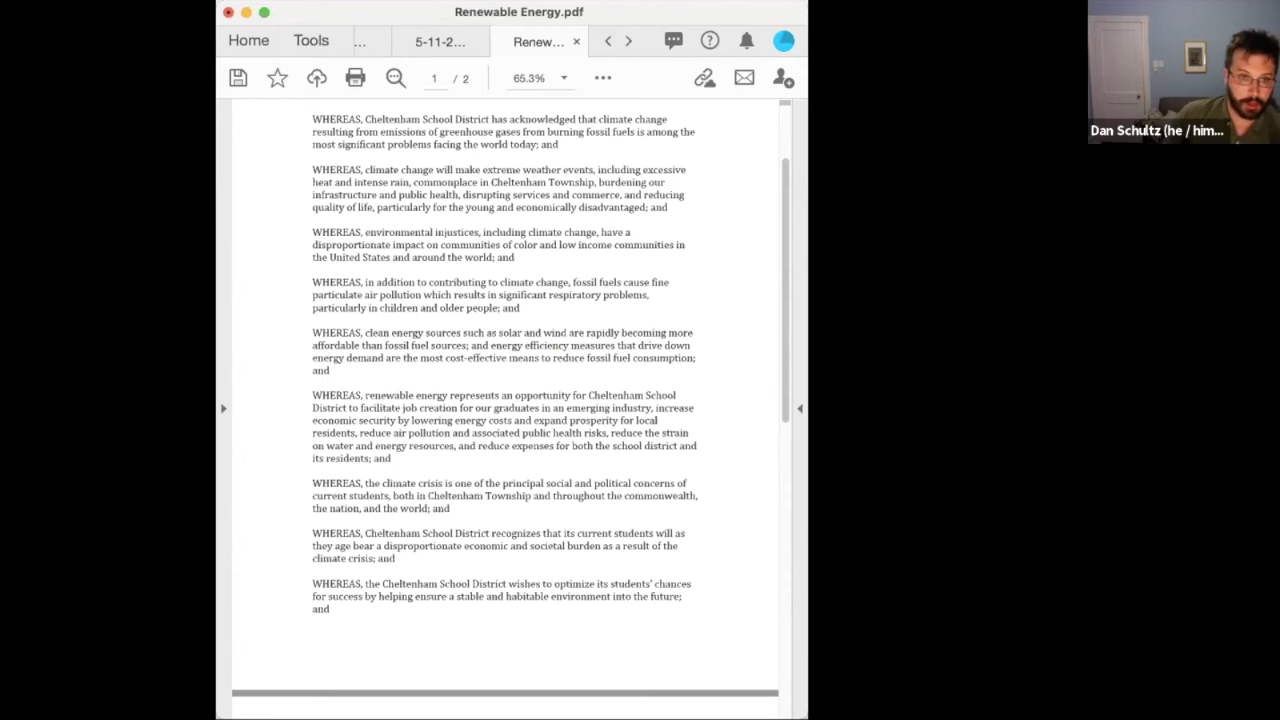 Renewable Energy.pdf
Home Tools ... 5-11-2... Renew... ×
1 / 2 65.3%
WHEREAS, Cheltenham School District has acknowledged that climate change
resulting from emissions of greenhouse gases from burning fossil fuels is among the
most significant problems facing the world today; and
WHEREAS, climate change will make extreme weather events, including excessive
heat and intense rain, commonplace in Cheltenham Township, burdening our
infrastructure and public health, disrupting services and commerce, and reducing
quality of life, particularly for the young and economically disadvantaged; and
WHEREAS, environmental injustices, including climate change, have a
disproportionate impact on communities of color and low income communities in
the United States and around the world; and
WHEREAS, in addition to contributing to climate change, fossil fuels cause fine
particulate air pollution which results in significant respiratory problems,
particularly in children and older people; and
WHEREAS, clean energy sources such as solar and wind are rapidly becoming more
affordable than fossil fuel sources; and energy efficiency measures that drive down
energy demand are the most cost-effective means to reduce fossil fuel consumption;
and
WHEREAS, renewable energy represents an opportunity for Cheltenham School
District to facilitate job creation for our graduates in an emerging industry, increase
economic security by lowering energy costs and expand prosperity for local
residents, reduce air pollution and associated public health risks, reduce the strain
on water and energy resources, and reduce expenses for both the school district and
its residents; and
WHEREAS, the climate crisis is one of the principal social and political concerns of
current students, both in Cheltenham Township and throughout the commonwealth,
the nation, and the world; and
WHEREAS, Cheltenham School District recognizes that its current students will as
they age bear a disproportionate economic and societal burden as a result of the
climate crisis; and
WHEREAS, the Cheltenham School District wishes to optimize its students' chances
for success by helping ensure a stable and habitable environment into the future;
and
Dan Schultz (he / him...